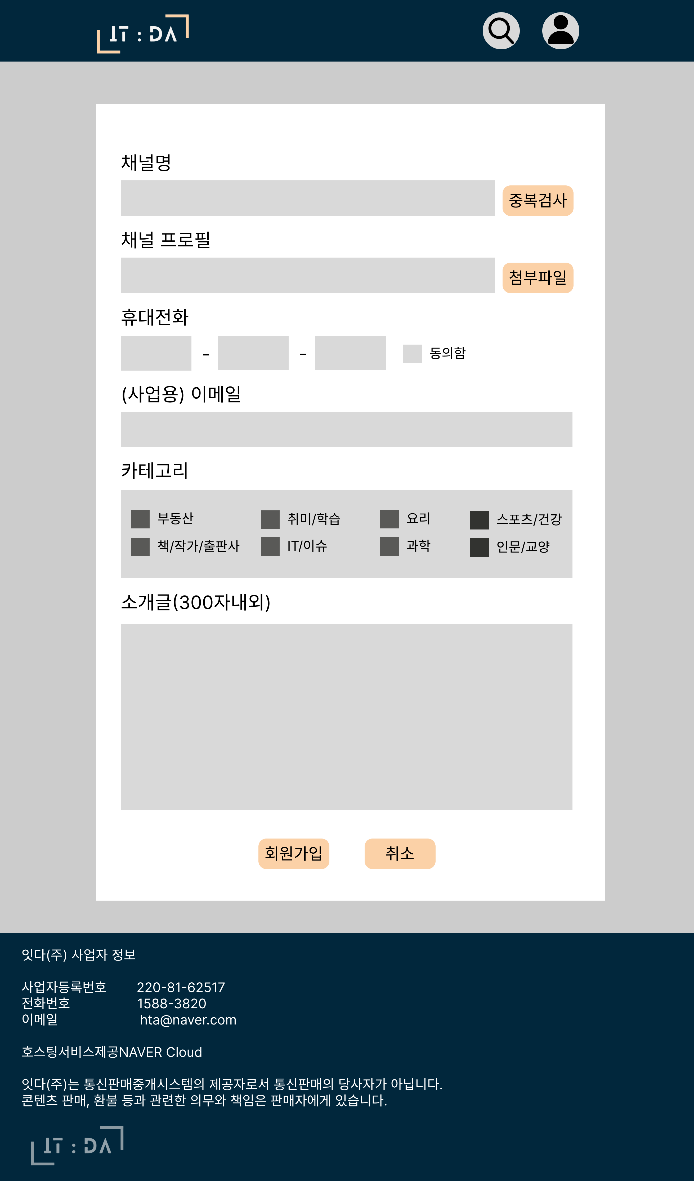 IT : DA
채널명
중복검사
채널 프로필
첨부파일
휴대전화
- - 동의함
(사업용) 이메일
카테고리
부동산 취미/학습 요리 스포츠/건강
책/작가/출판사 IT/이슈 과학 인문/교양
소개글(300자내외)
회원가입 취소
잇다(주) 사업자 정보
사업자등록번호 220-81-62517
전화번호 1588-3820
이메일 hta@naver.com
호스팅서비스제공NAVER Cloud
잇다(주)는 통신판매중개시스템의 제공자로서 통신판매의 당사자가 아닙니다.
콘텐츠 판매, 환불 등과 관련한 의무와 책임은 판매자에게 있습니다.
IT : DA